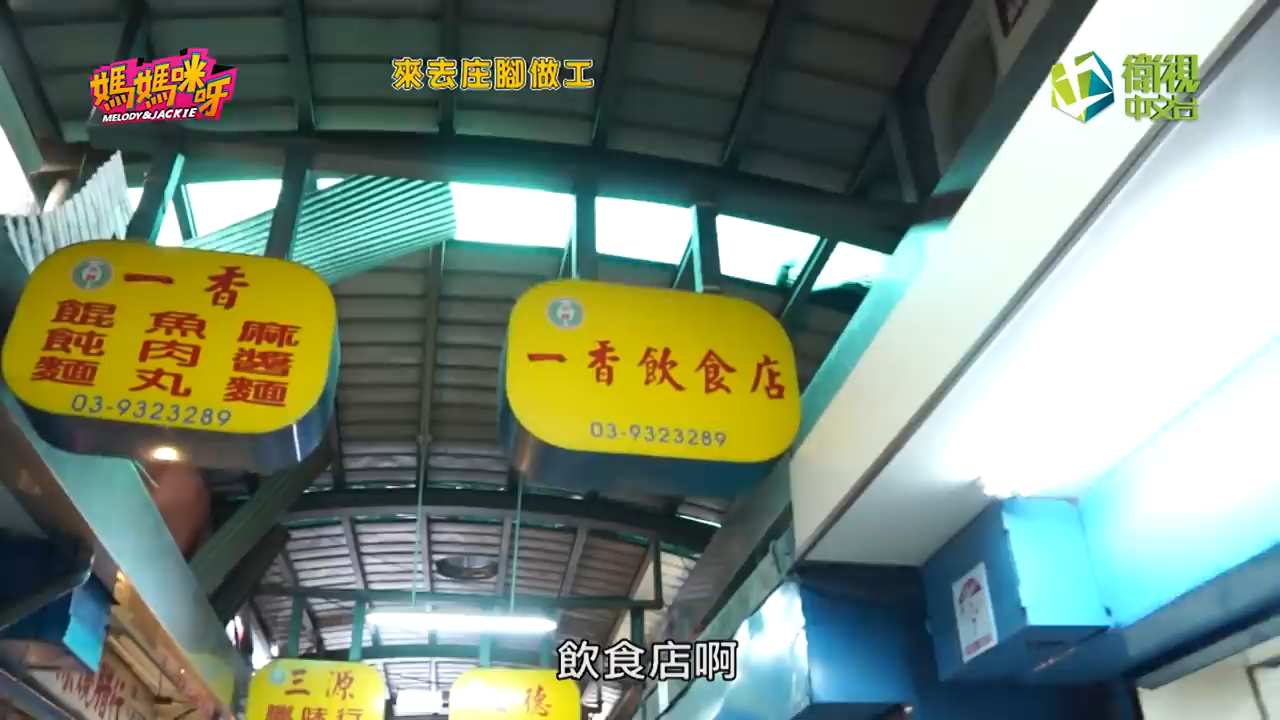 媽媽咪呀
MELODY&JACKIE
來去庄腳做工
衛視
中文台
一香
餛飩麵
魚肉丸
麻醬麵
03-9323289
一香飲食店
03-9323289
三源
德
飲食店啊